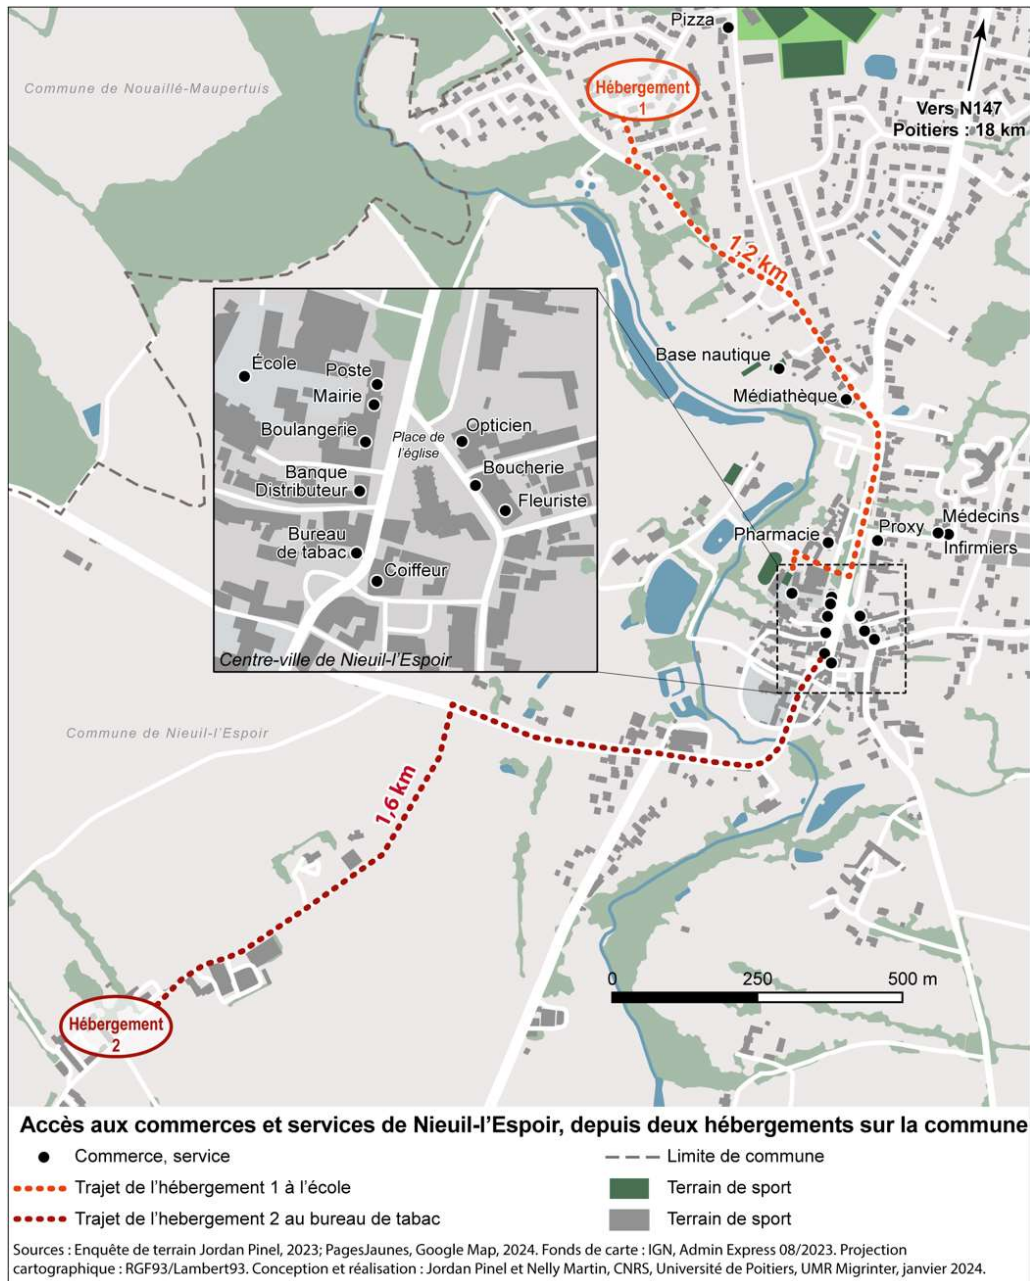 Pizza
Commune de Nouaillé-Maupertuis
Hébergement
1
Vers N147
Poitiers : 18 km
1,2 km
Base nautique
Médiathèque
École
Poste
Mairie
Boulangerie
Place de
l'église
Opticien
Banque
Distributeur
Boucherie
Fleuriste
Bureau
de tabac
Coiffeur
Centre-ville de Nieuil-l'Espoir
Pharmacie
Proxy
Médecins
Infirmiers
Commune de Nieuil-l'Espoir
1,6 km
0
250
500 m
Hébergement
2
Accès aux commerces et services de Nieuil-l'Espoir, depuis deux hébergements sur la commune
Commerce, service
Limite de commune
Trajet de l'hébergement 1 à l'école
Terrain de sport
Trajet de l'hebergement 2 au bureau de tabac
Terrain de sport
Sources : Enquête de terrain Jordan Pinel, 2023; PagesJaunes, Google Map, 2024. Fonds de carte : IGN, Admin Express 08/2023. Projection
cartographique : RGF93/Lambert93. Conception et réalisation : Jordan Pinel et Nelly Martin, CNRS, Université de Poitiers, UMR Migrinter, janvier 2024.